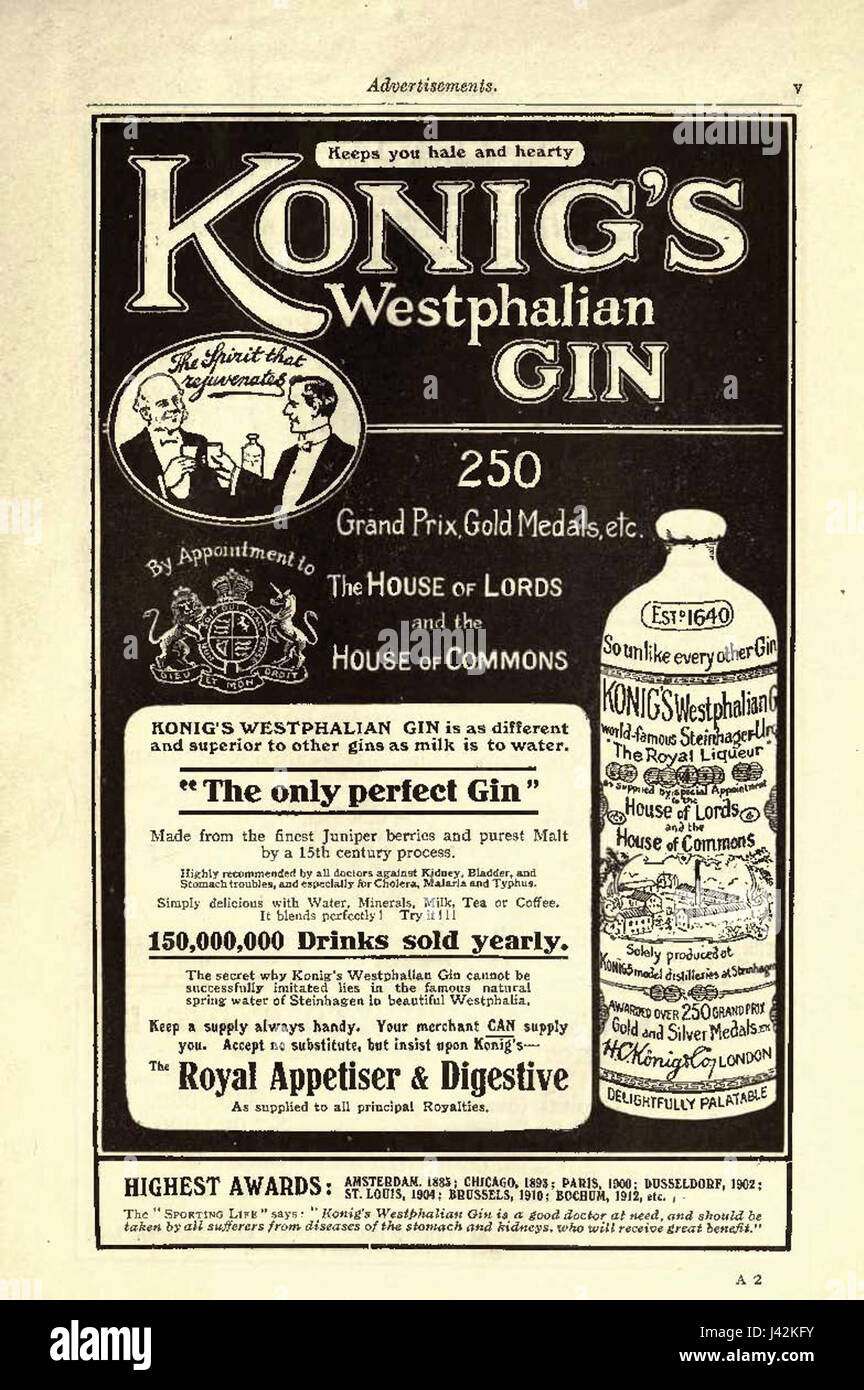 Advertisements. v
Keeps you hale and hearty
KONIG'S
Westphalian
GIN
The Spirit that
rejuvenates
250
Grand Prix, Gold Medals, etc.
By Appointment to
The HOUSE OF LORDS
and the
HOUSE OF COMMONS
DIEU ET MON DROIT
KONIG'S WESTPHALIAN GIN is as different
and superior to other gins as milk is to water.
"The only perfect Gin"
Made from the finest Juniper berries and purest Malt
by a 15th century process.
Highly recommended by all doctors against Kidney, Bladder, and
Stomach troubles, and especially for Cholera, Malaria and Typhus.
Simply delicious with Water, Minerals, Milk, Tea or Coffee.
It blends perfectly! Try it!!!
150,000,000 Drinks sold yearly.
The secret why Konig's Westphalian Gin cannot be
successfully imitated lies in the famous natural
spring water of Steinhagen in beautiful Westphalia.
Keep a supply always handy. Your merchant CAN supply
you. Accept no substitute, but insist upon Konig's—
The Royal Appetiser & Digestive
As supplied to all principal Royalties.
ESTD 1640
So unlike every other Gin
KONIG'S Westphalian G
world-famous Steinhager-Urq
"The Royal Liqueur"
as supplied by special Appointment
to the
House of Lords
and the
House of Commons
Solely produced at
KONIG'S model distilleries at Steinhagen
AWARDED OVER 250 GRAND PRIX
Gold and Silver Medals, etc.
H.C. König & Co, LONDON
DELIGHTFULLY PALATABLE
HIGHEST AWARDS: AMSTERDAM, 1883; CHICAGO, 1893; PARIS, 1900; DUSSELDORF, 1902;
ST. LOUIS, 1904; BRUSSELS, 1910; BOCHUM, 1912, etc.
The "SPORTING LIFE" says: "Konig's Westphalian Gin is a good doctor at need, and should be
taken by all sufferers from diseases of the stomach and kidneys, who will receive great benefit."
A 2
alamy
alamy stock photo
J42KFY
www.alamy.com